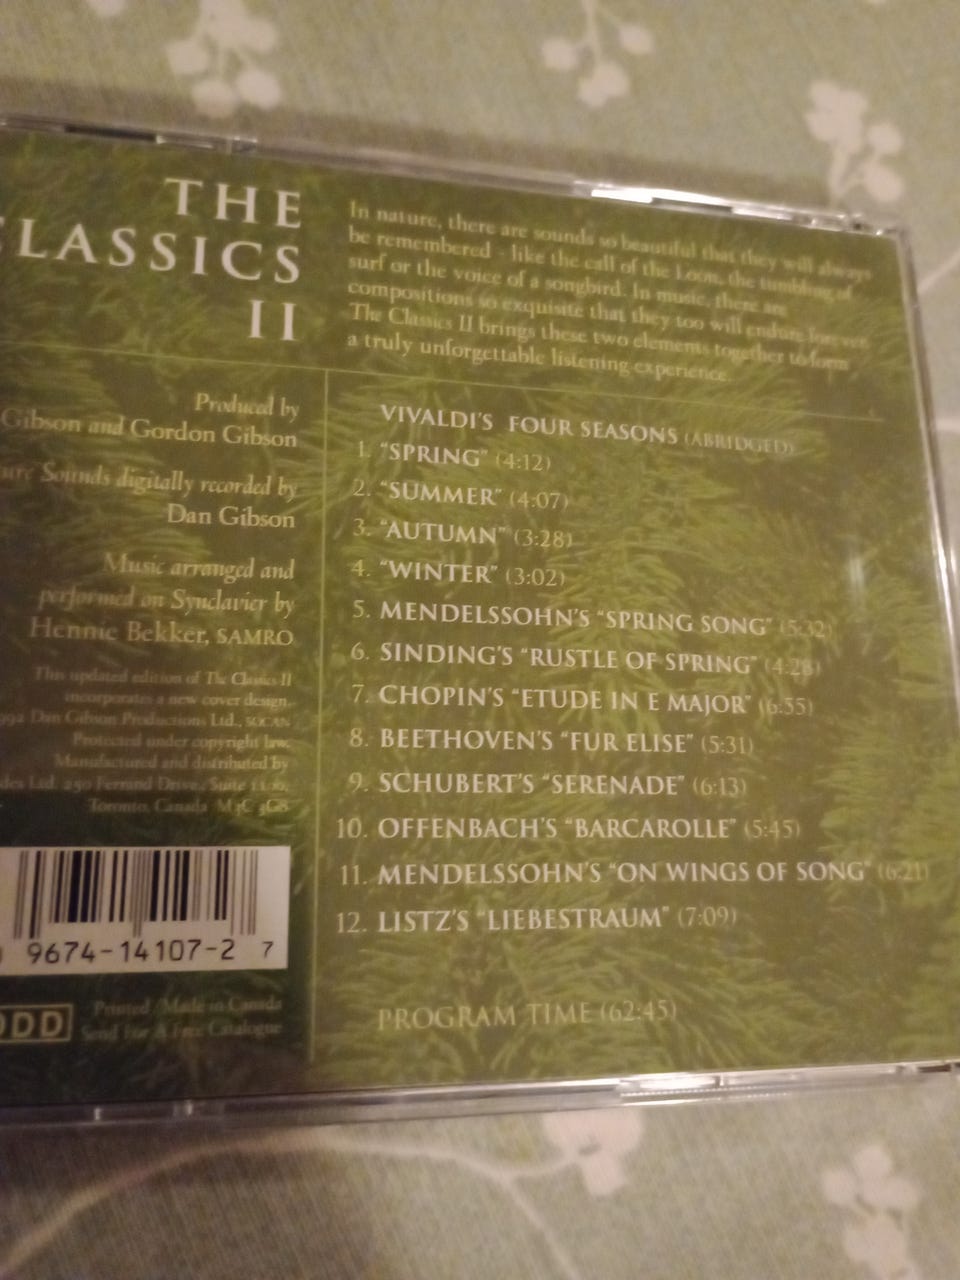 THE
CLASSICS
II
In nature, there are sounds so beautiful that they will always
be remembered - like the call of the Loon, the tumbling of
surf or the voice of a songbird. In music, there are
compositions so exquisite that they too will endure forever.
The Classics II brings these two elements together to form
a truly unforgettable listening experience.
Produced by
Gibson and Gordon Gibson
Sounds digitally recorded by
Dan Gibson
Music arranged and
performed on Synclavier by
Hennie Bekker, SAMRO
This updated edition of The Classics II
incorporates a new cover design.
Dan Gibson Productions Ltd., SOCAN
Protected under copyright law.
Manufactured and distributed by
Ltd. 250 Ferrand Drive, Suite
Toronto, Canada M3C 3G8
9674-14107-2 7
DDD
Printed / Made in Canada
Send For A Free Catalogue
VIVALDI'S FOUR SEASONS (ABRIDGED)
1. "SPRING" (4:12)
2. "SUMMER" (4:07)
3. "AUTUMN" (3:28)
4. "WINTER" (3:02)
5. MENDELSSOHN'S "SPRING SONG" (5:32)
6. SINDING'S "RUSTLE OF SPRING" (4:28)
7. CHOPIN'S "ETUDE IN E MAJOR" (6:55)
8. BEETHOVEN'S "FUR ELISE" (5:31)
9. SCHUBERT'S "SERENADE" (6:13)
10. OFFENBACH'S "BARCAROLLE" (5:45)
11. MENDELSSOHN'S "ON WINGS OF SONG" (6:21)
12. LISTZ'S "LIEBESTRAUM" (7:09)
PROGRAM TIME (62:45)